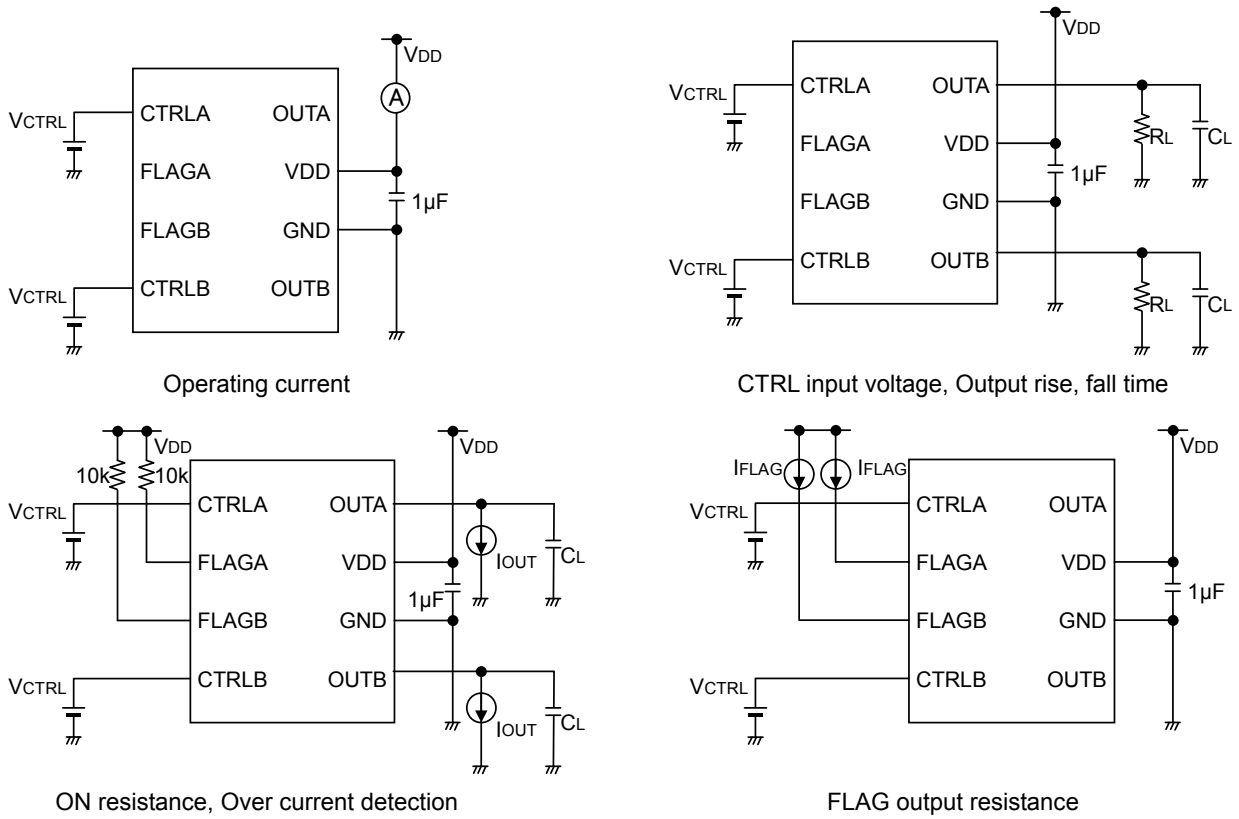 VDD
A
VCTRL
CTRLA OUTA
FLAGA VDD
1µF
FLAGB GND
VCTRL
CTRLB OUTB
Operating current
VDD
VCTRL
CTRLA OUTA
RL CL
FLAGA VDD
1µF
FLAGB GND
VCTRL
CTRLB OUTB
RL CL
CTRL input voltage, Output rise, fall time
VDD
10k 10k
VDD
VCTRL
CTRLA OUTA
IOUT CL
FLAGA VDD
1µF
FLAGB GND
VCTRL
CTRLB OUTB
IOUT CL
ON resistance, Over current detection
VDD
IFLAG IFLAG
VCTRL
CTRLA OUTA
FLAGA VDD
1µF
FLAGB GND
VCTRL
CTRLB OUTB
FLAG output resistance